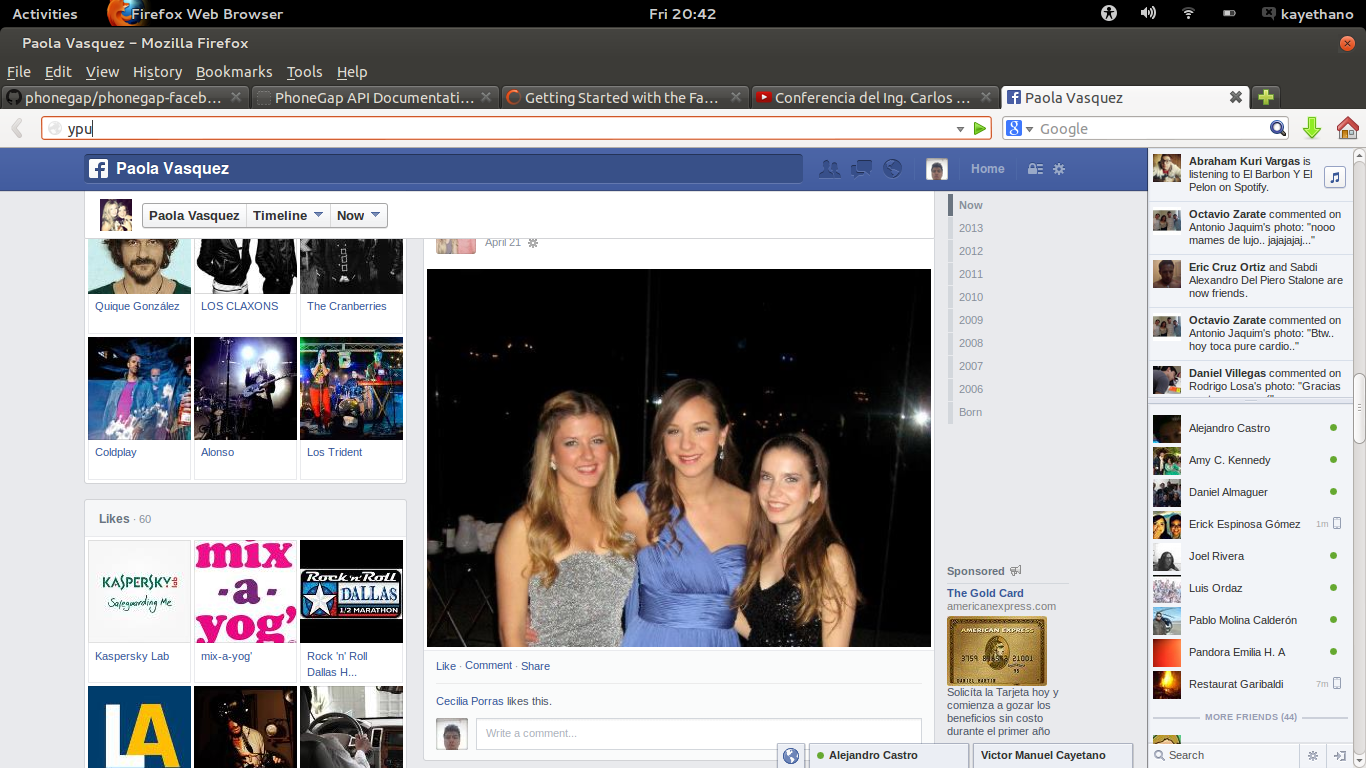 Activities
Firefox Web Browser
Fri 20:42
kayethano
Paola Vasquez - Mozilla Firefox
File Edit View History Bookmarks Tools Help
phonegap/phonegap-faceb...
PhoneGap API Documentati...
Getting Started with the Fa...
Conferencia del Ing. Carlos ...
Paola Vasquez
ypu
Google
Paola Vasquez
Home
Paola Vasquez
Timeline
Now
Quique González
LOS CLAXONS
The Cranberries
Coldplay
Alonso
Los Trident
Likes · 60
KASPERSKY lab
Safeguarding Me
mix
-a-
yog'
Rock 'n' Roll
DALLAS
1/2 MARATHON
Kaspersky Lab
mix-a-yog'
Rock 'n' Roll
Dallas H...
LA
April 21
Like · Comment · Share
Cecilia Porras likes this.
Write a comment...
Now
2013
2012
2011
2010
2009
2008
2007
2006
Born
Sponsored
The Gold Card
americanexpress.com
AMERICAN EXPRESS
Solicíta la Tarjeta hoy y
comienza a gozar los
beneficios sin costo
durante el primer año
Abraham Kuri Vargas is
listening to El Barbon Y El
Pelon on Spotify.
Octavio Zarate commented on
Antonio Jaquim's photo: "nooo
mames de lujo.. jajajajaj..."
Eric Cruz Ortiz and Sabdi
Alexandro Del Piero Stalone are
now friends.
Octavio Zarate commented on
Antonio Jaquim's photo: "Btw..
hoy toca pure cardio.."
Daniel Villegas commented on
Rodrigo Losa's photo: "Gracias
Alejandro Castro
Amy C. Kennedy
Daniel Almaguer
Erick Espinosa Gómez 1m
Joel Rivera
Luis Ordaz
Pablo Molina Calderón
Pandora Emilia H. A
Restaurat Garibaldi 7m
MORE FRIENDS (44)
Search
Alejandro Castro
Victor Manuel Cayetano